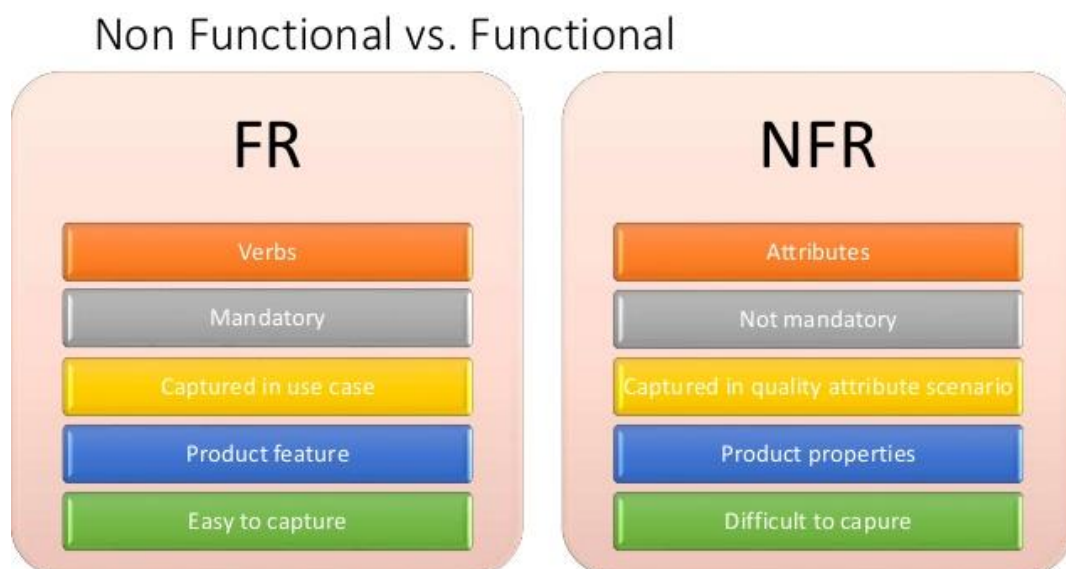 Non Functional vs. Functional
FR
Verbs
Mandatory
Captured in use case
Product feature
Easy to capture
NFR
Attributes
Not mandatory
Captured in quality attribute scenario
Product properties
Difficult to capure